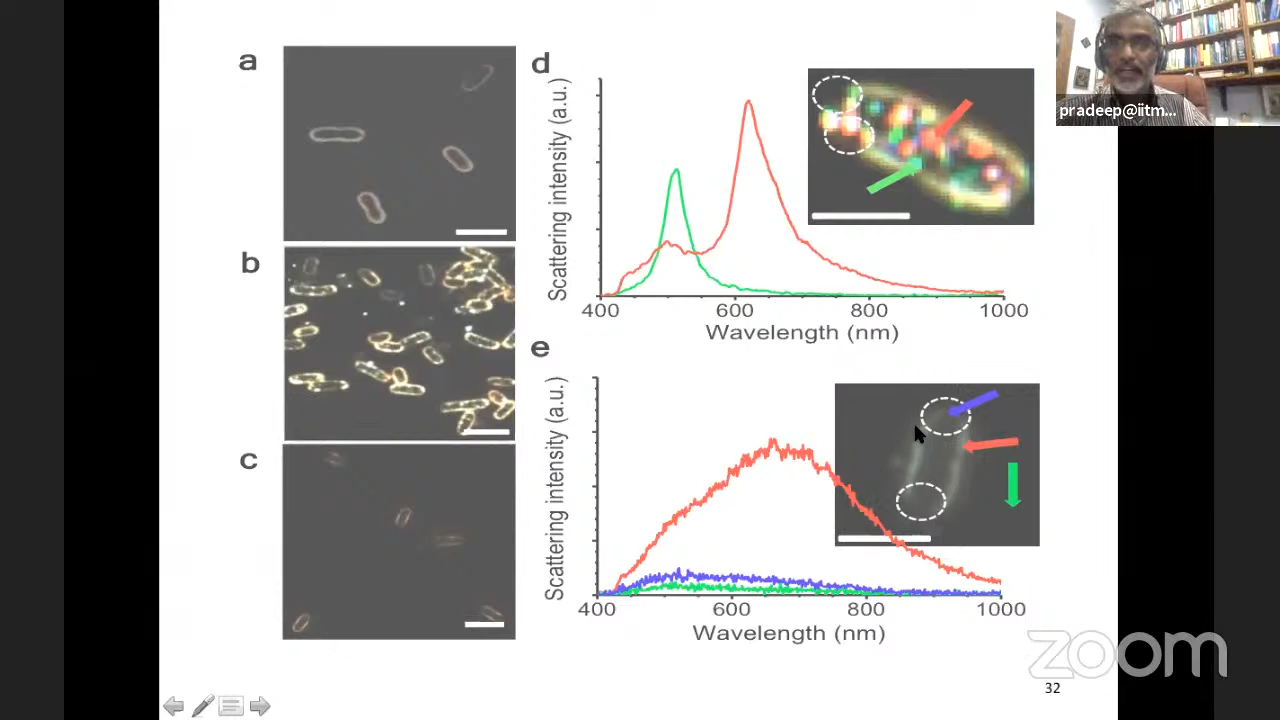 a
b
c
d
Scattering intensity (a.u.)
400 600 800 1000
Wavelength (nm)
e
Scattering intensity (a.u.)
400 600 800 1000
Wavelength (nm)
pradeep@iitm...
zoom
32